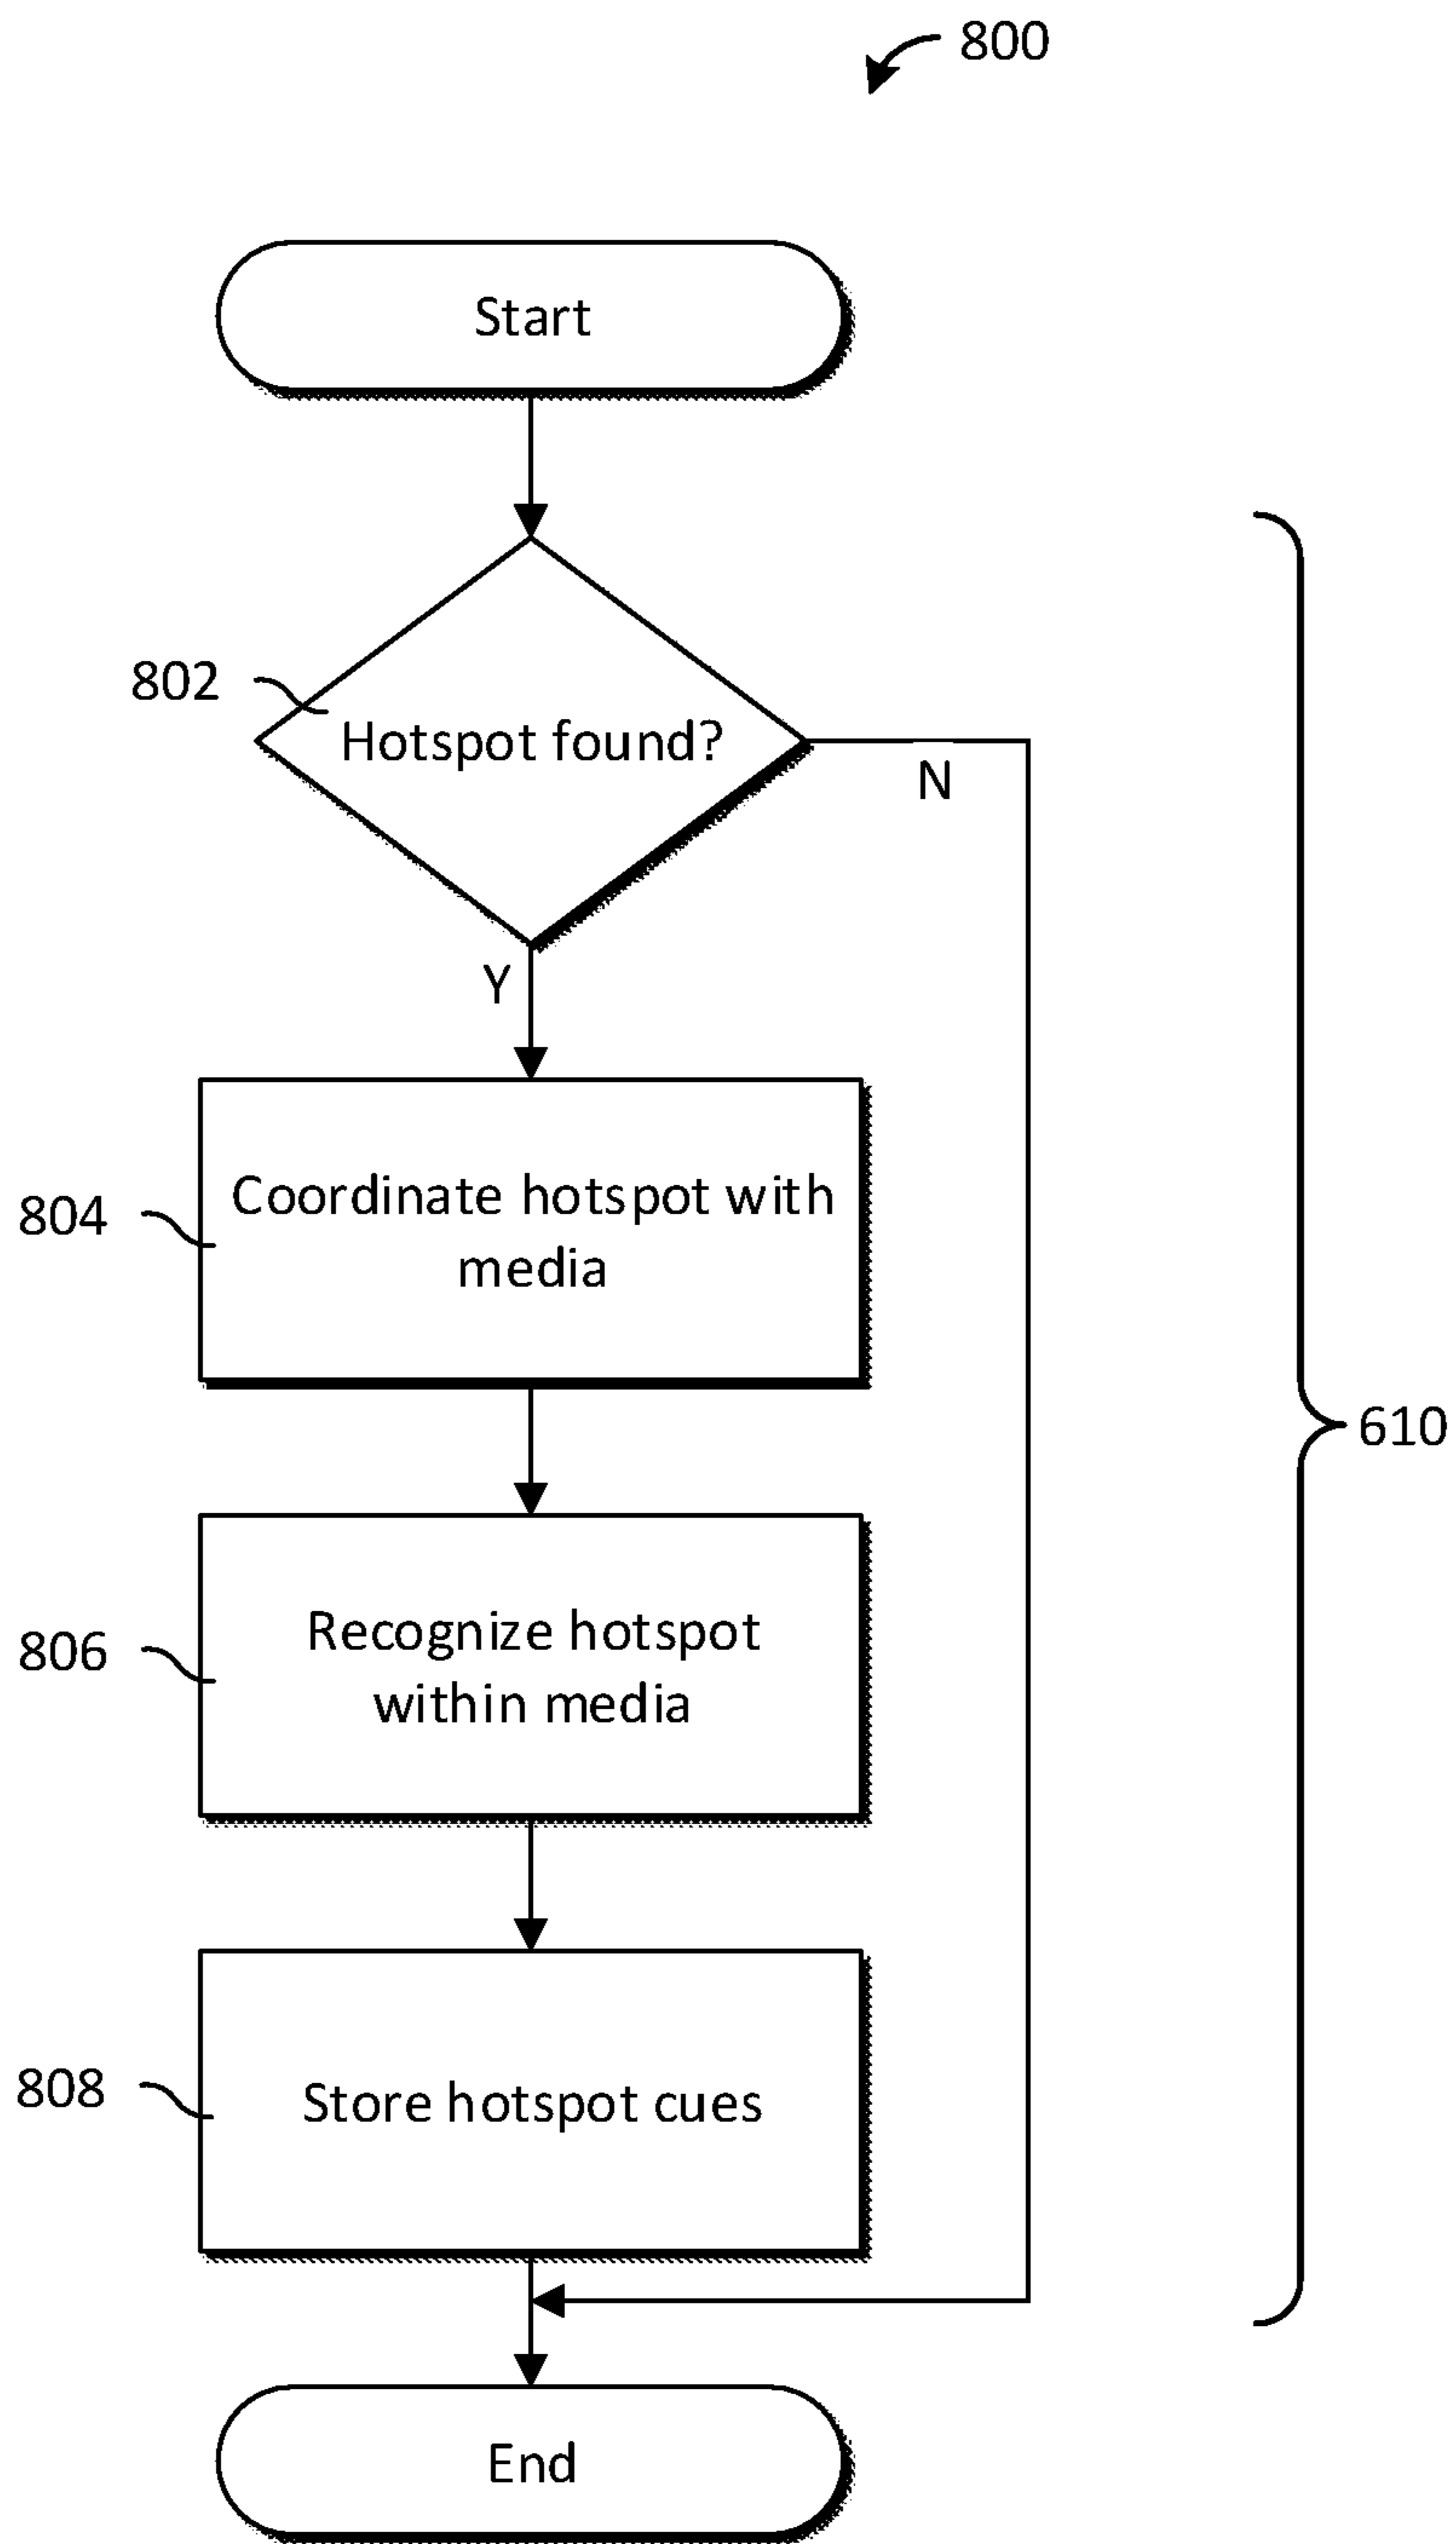 800
Start
802
Hotspot found?
N
Y
804
Coordinate hotspot with
media
610
806
Recognize hotspot
within media
808
Store hotspot cues
End